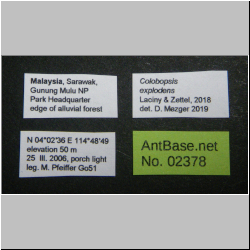 Malaysia, Sarawak,
Gunung Mulu NP
Park Headquarter
edge of alluvial forest
Colobopsis
explodens
Laciny & Zettel, 2018
det. D. Mezger 2019
N 04°02'36 E 114°48'49
elevation 50 m
25 III. 2006, porch light
leg. M. Pfeiffer Go51
AntBase.net
No. 02378